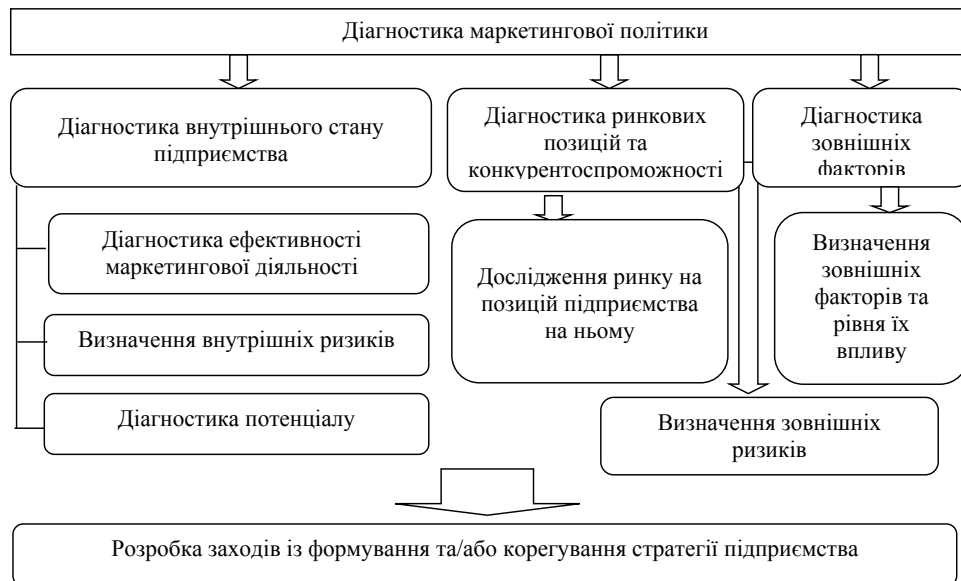 Діагностика маркетингової політики
Діагностика внутрішнього стану
підприємства
Діагностика ринкових
позицій та
конкурентоспроможності
Діагностика
зовнішніх
факторів
Діагностика ефективності
маркетингової діяльності
Визначення внутрішніх ризиків
Діагностика потенціалу
Дослідження ринку на
позицій підприємства
на ньому
Визначення
зовнішніх
факторів та
рівня їх
впливу
Визначення зовнішніх
ризиків
Розробка заходів із формування та/або корегування стратегії підприємства